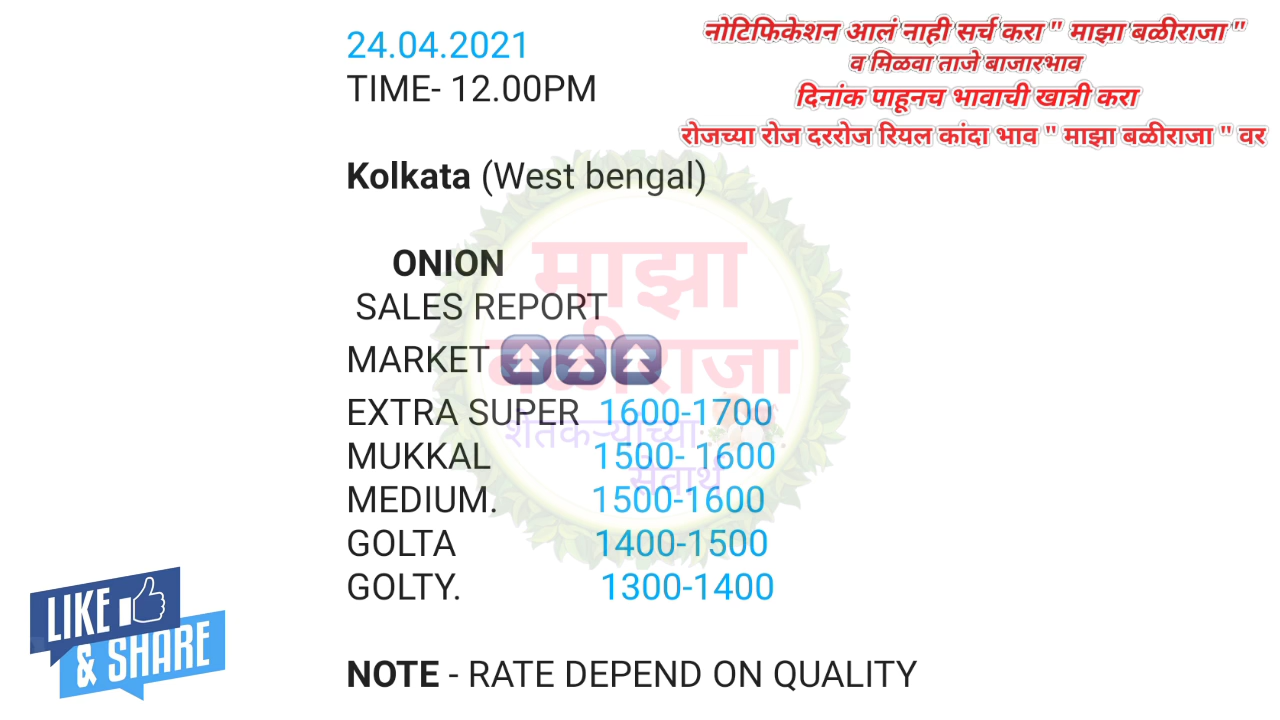 24.04.2021
TIME- 12.00PM
नोटिफिकेशन आलं नाही सर्च करा " माझा बळीराजा "
व मिळवा ताजे बाजारभाव
दिनांक पाहूनच भावाची खात्री करा
रोजच्या रोज दररोज रियल कांदा भाव " माझा बळीराजा " वर
Kolkata (West bengal)
ONION
SALES REPORT
MARKET
EXTRA SUPER 1600-1700
MUKKAL 1500- 1600
MEDIUM. 1500-1600
GOLTA 1400-1500
GOLTY. 1300-1400
NOTE - RATE DEPEND ON QUALITY
माझा
बळीराजा
शेतकऱ्यांच्या
सेवार्थ
LIKE
& SHARE